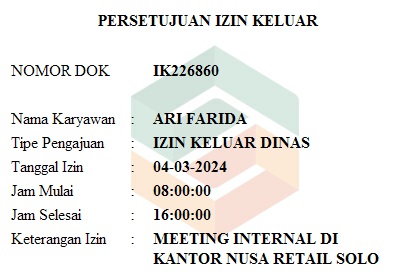 PERSETUJUAN IZIN KELUAR
NOMOR DOK IK226860
Nama Karyawan : ARI FARIDA
Tipe Pengajuan : IZIN KELUAR DINAS
Tanggal Izin : 04-03-2024
Jam Mulai : 08:00:00
Jam Selesai : 16:00:00
Keterangan Izin : MEETING INTERNAL DI
KANTOR NUSA RETAIL SOLO